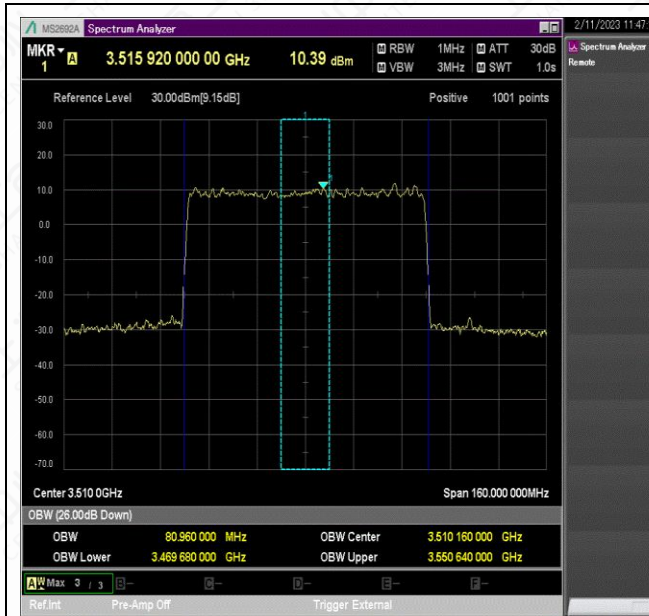 MS2692A Spectrum Analyzer
2/11/2023 11:47:
MKR 1 A 3.515 920 000 00 GHz 10.39 dBm
M RBW 1MHz M ATT 30dB
M VBW 3MHz M SWT 1.0s
Spectrum Analyzer
Remote
Reference Level 30.00dBm[9.15dB] Positive 1001 points
30.0
20.0
10.0
0.0
-10.0
-20.0
-30.0
-40.0
-50.0
-60.0
-70.0
Center 3.510 0GHz Span 160.000 000MHz
OBW (26.00dB Down)
OBW 80.960 000 MHz OBW Center 3.510 160 000 GHz
OBW Lower 3.469 680 000 GHz OBW Upper 3.550 640 000 GHz
A W Max 3 / 3 B- C- D- E- F-
Ref.Int Pre-Amp Off Trigger External